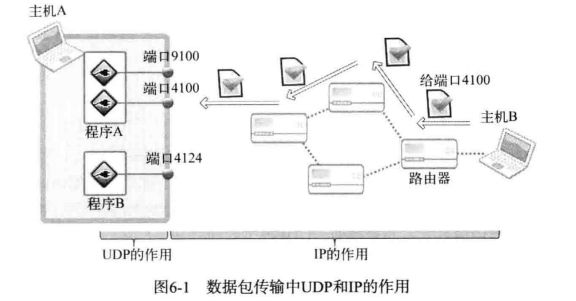 主机A
端口9100
端口4100
程序A
端口4124
程序B
给端口4100
主机B
路由器
UDP的作用
IP的作用
图6-1 数据包传输中UDP和IP的作用